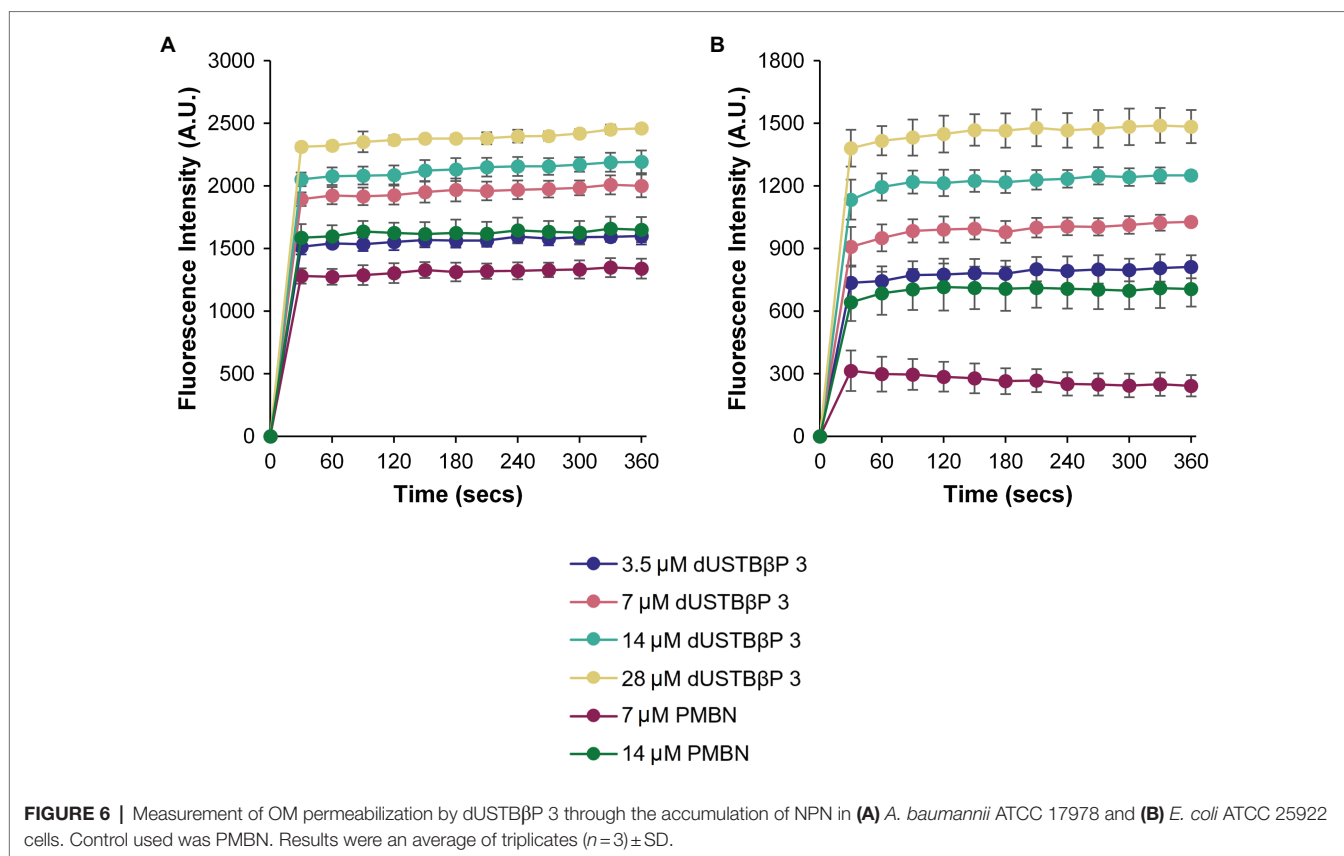 A
B
3000
2500
2000
1500
1000
500
0
Fluorescence Intensity (A.U.)
0 60 120 180 240 300 360
Time (secs)
1800
1500
1200
900
600
300
0
Fluorescence Intensity (A.U.)
0 60 120 180 240 300 360
Time (secs)
3.5 µM dUSTBβP 3
7 µM dUSTBβP 3
14 µM dUSTBβP 3
28 µM dUSTBβP 3
7 µM PMBN
14 µM PMBN
FIGURE 6 | Measurement of OM permeabilization by dUSTBβP 3 through the accumulation of NPN in (A) A. baumannii ATCC 17978 and (B) E. coli ATCC 25922
cells. Control used was PMBN. Results were an average of triplicates (n=3)±SD.